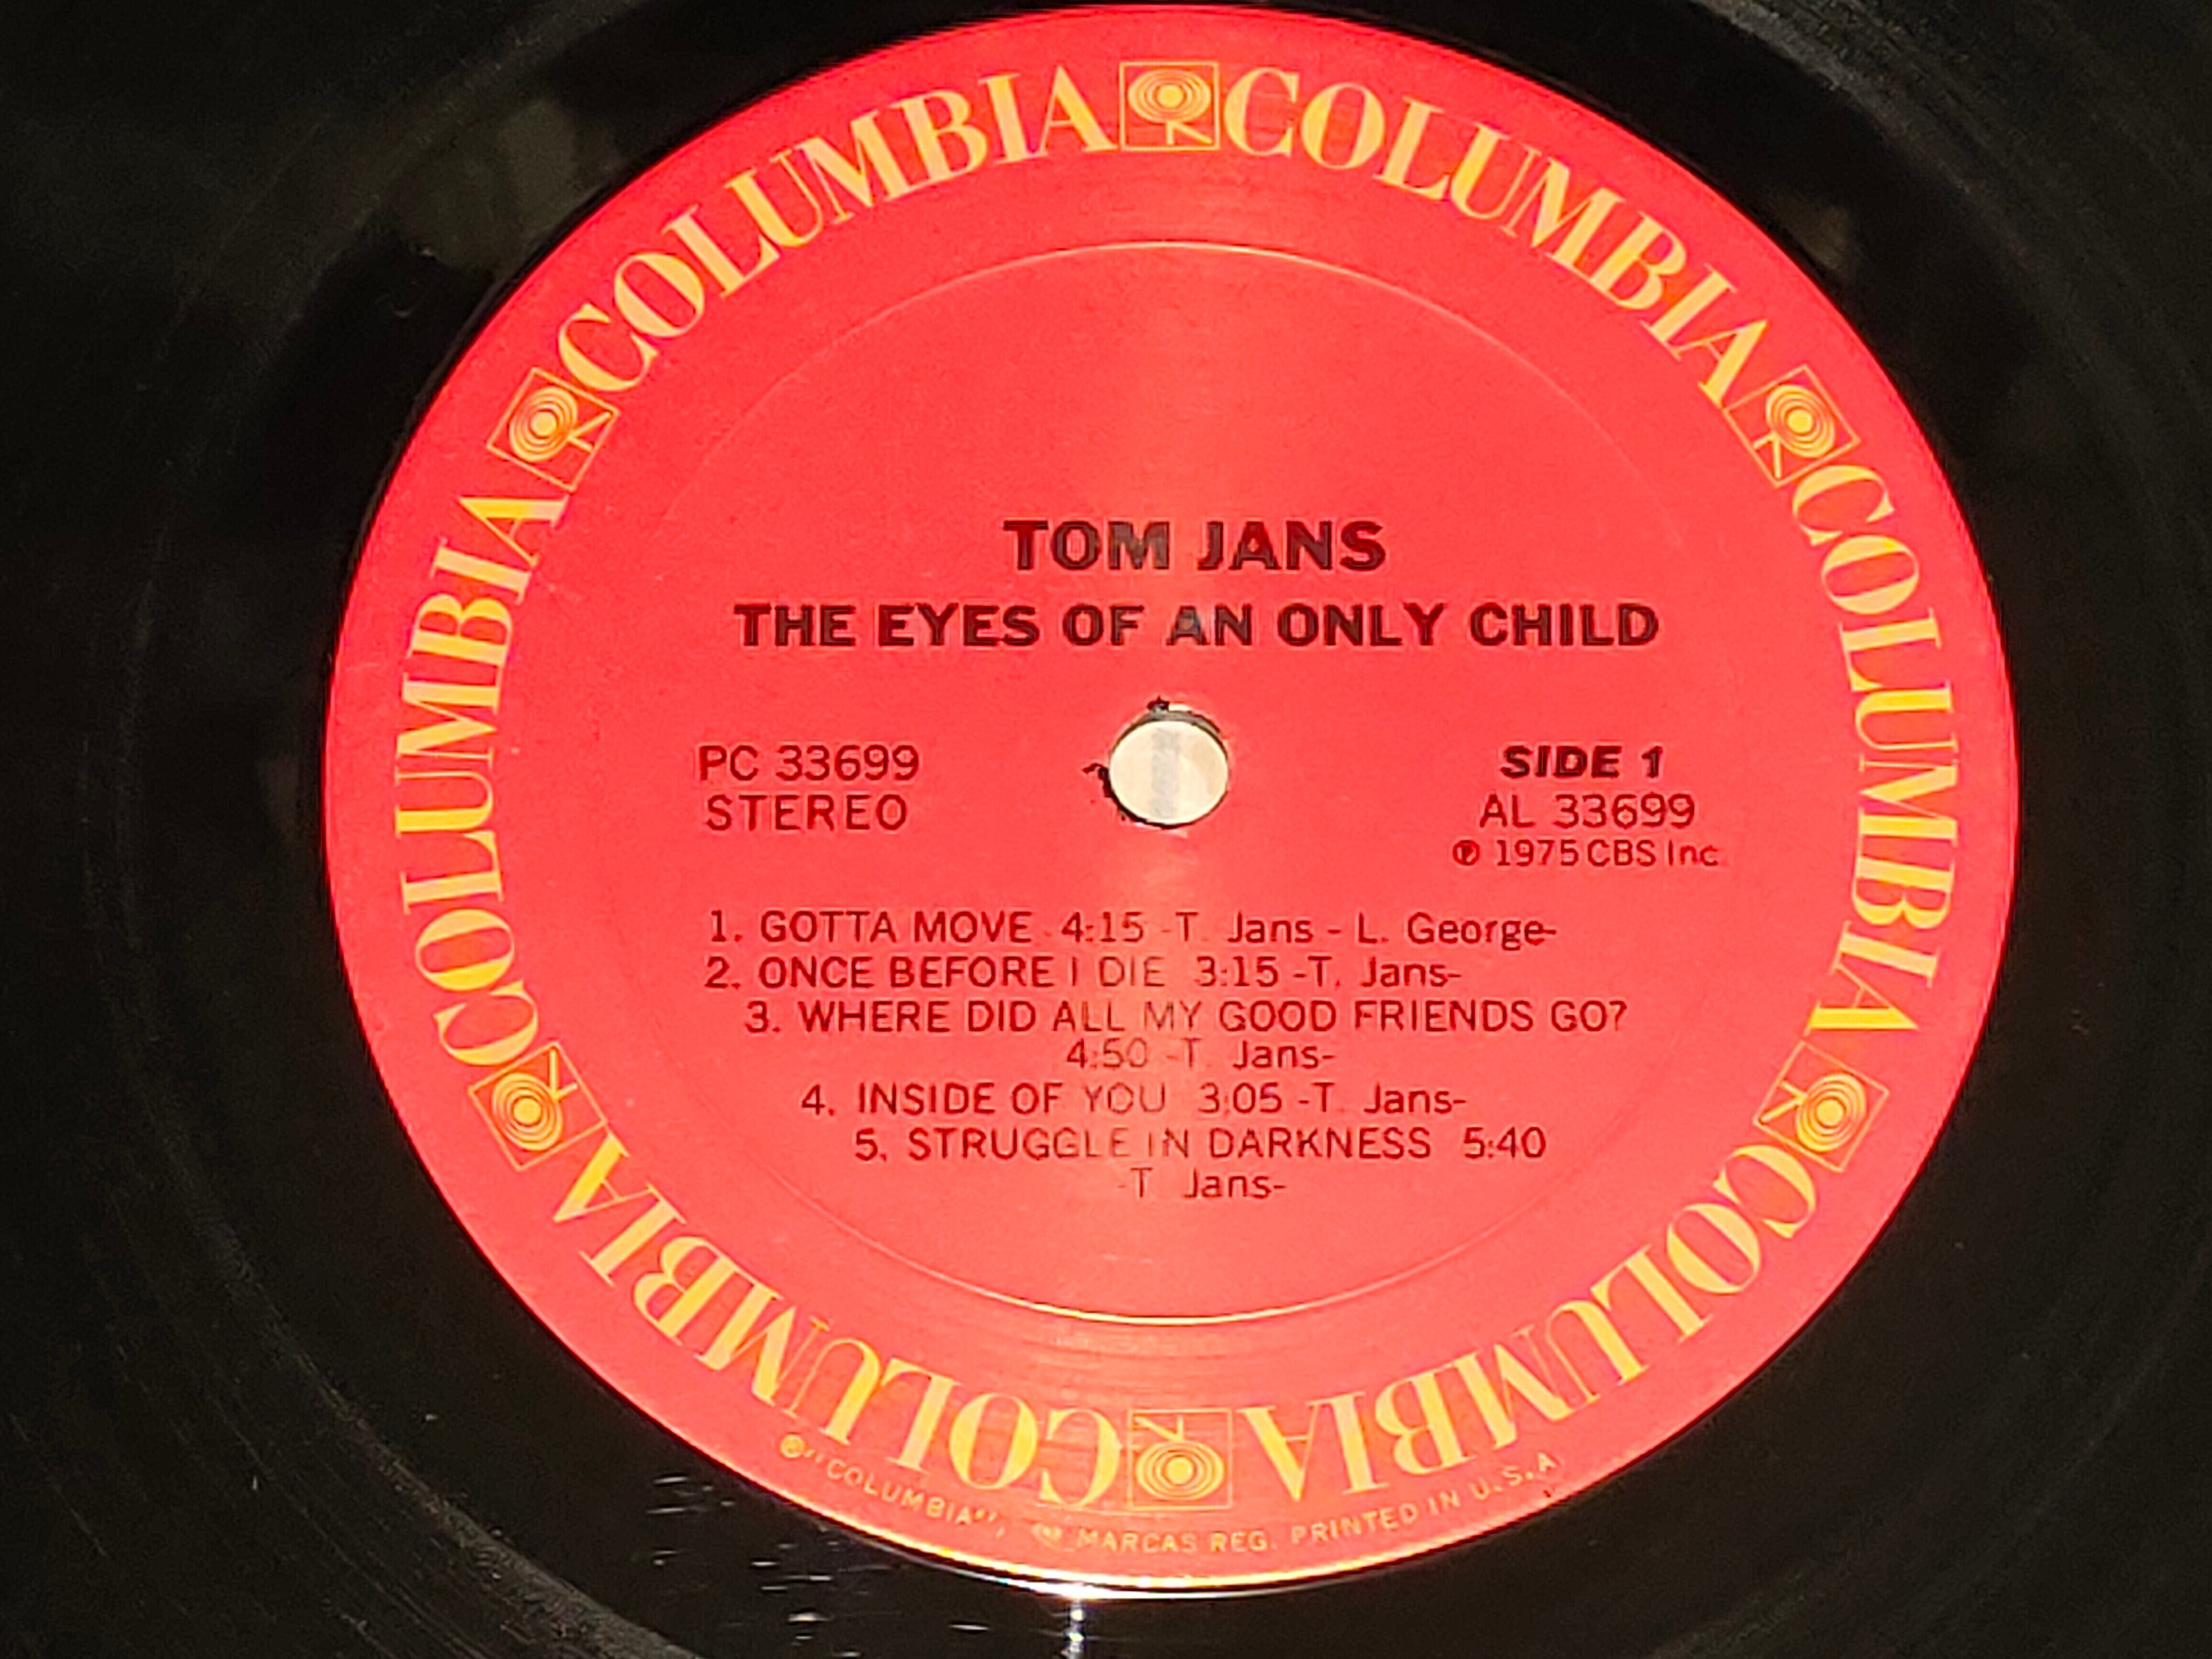 COLUMBIA COLUMBIA COLUMBIA COLUMBIA COLUMBIA COLUMBIA
TOM JANS
THE EYES OF AN ONLY CHILD
PC 33699
STEREO
SIDE 1
AL 33699
℗ 1975 CBS Inc
1. GOTTA MOVE 4:15 -T. Jans - L. George-
2. ONCE BEFORE I DIE 3:15 -T. Jans-
3. WHERE DID ALL MY GOOD FRIENDS GO?
4:50 -T. Jans-
4. INSIDE OF YOU 3:05 -T. Jans-
5. STRUGGLE IN DARKNESS 5:40
-T. Jans-
®"COLUMBIA", MARCAS REG. PRINTED IN U.S.A